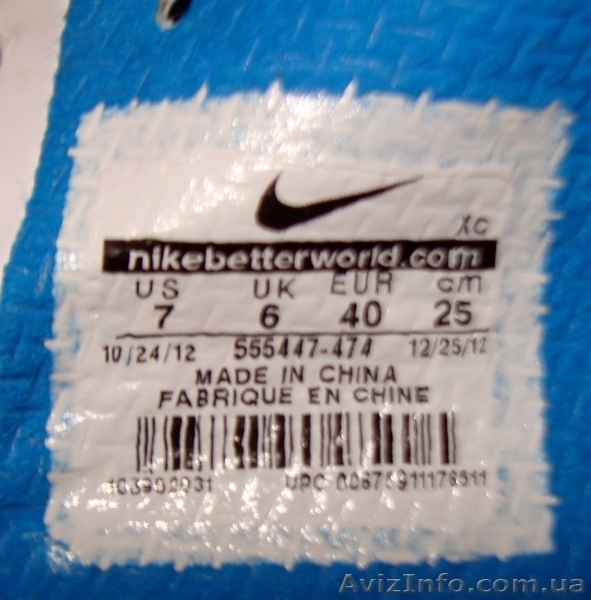 XC
nikebetterworld.com
US UK EUR cm
7 6 40 25
10/24/12 555447-474 12/25/12
MADE IN CHINA
FABRIQUE EN CHINE
UPC
AvizInfo.com.ua